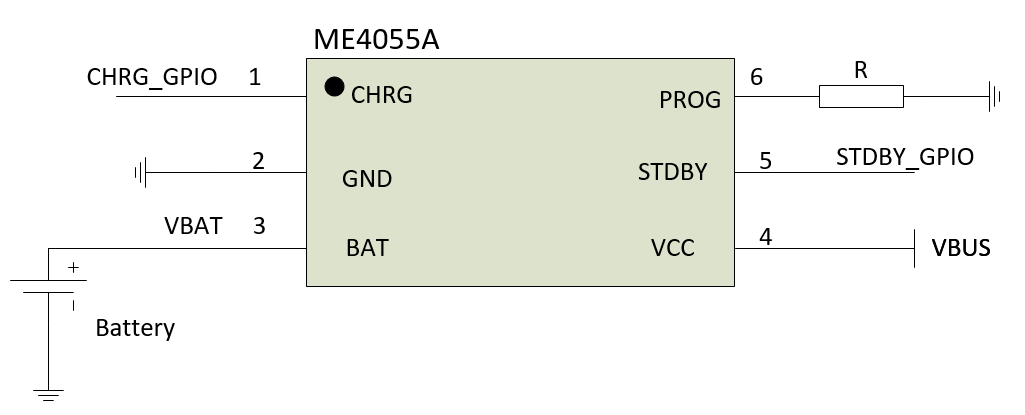 ME4055A
CHRG_GPIO 1
CHRG
6
R
PROG
2
GND
5
STDBY_GPIO
STDBY
VBAT 3
BAT
4
VCC
VBUS
+
-
Battery